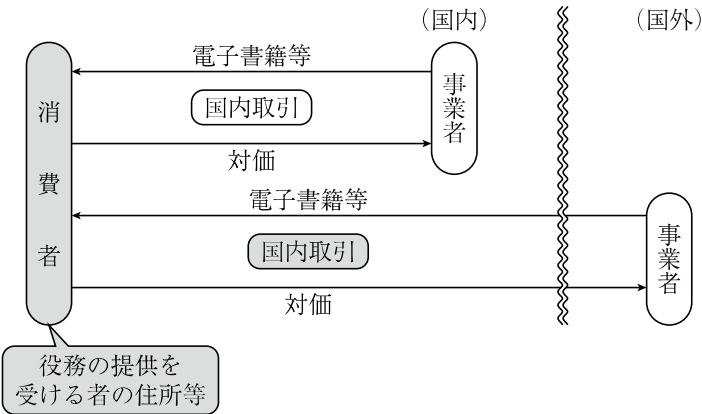 （国内）
（国外）
電子書籍等
国内取引
対価
事業者
消費者
電子書籍等
国内取引
対価
事業者
役務の提供を
受ける者の住所等